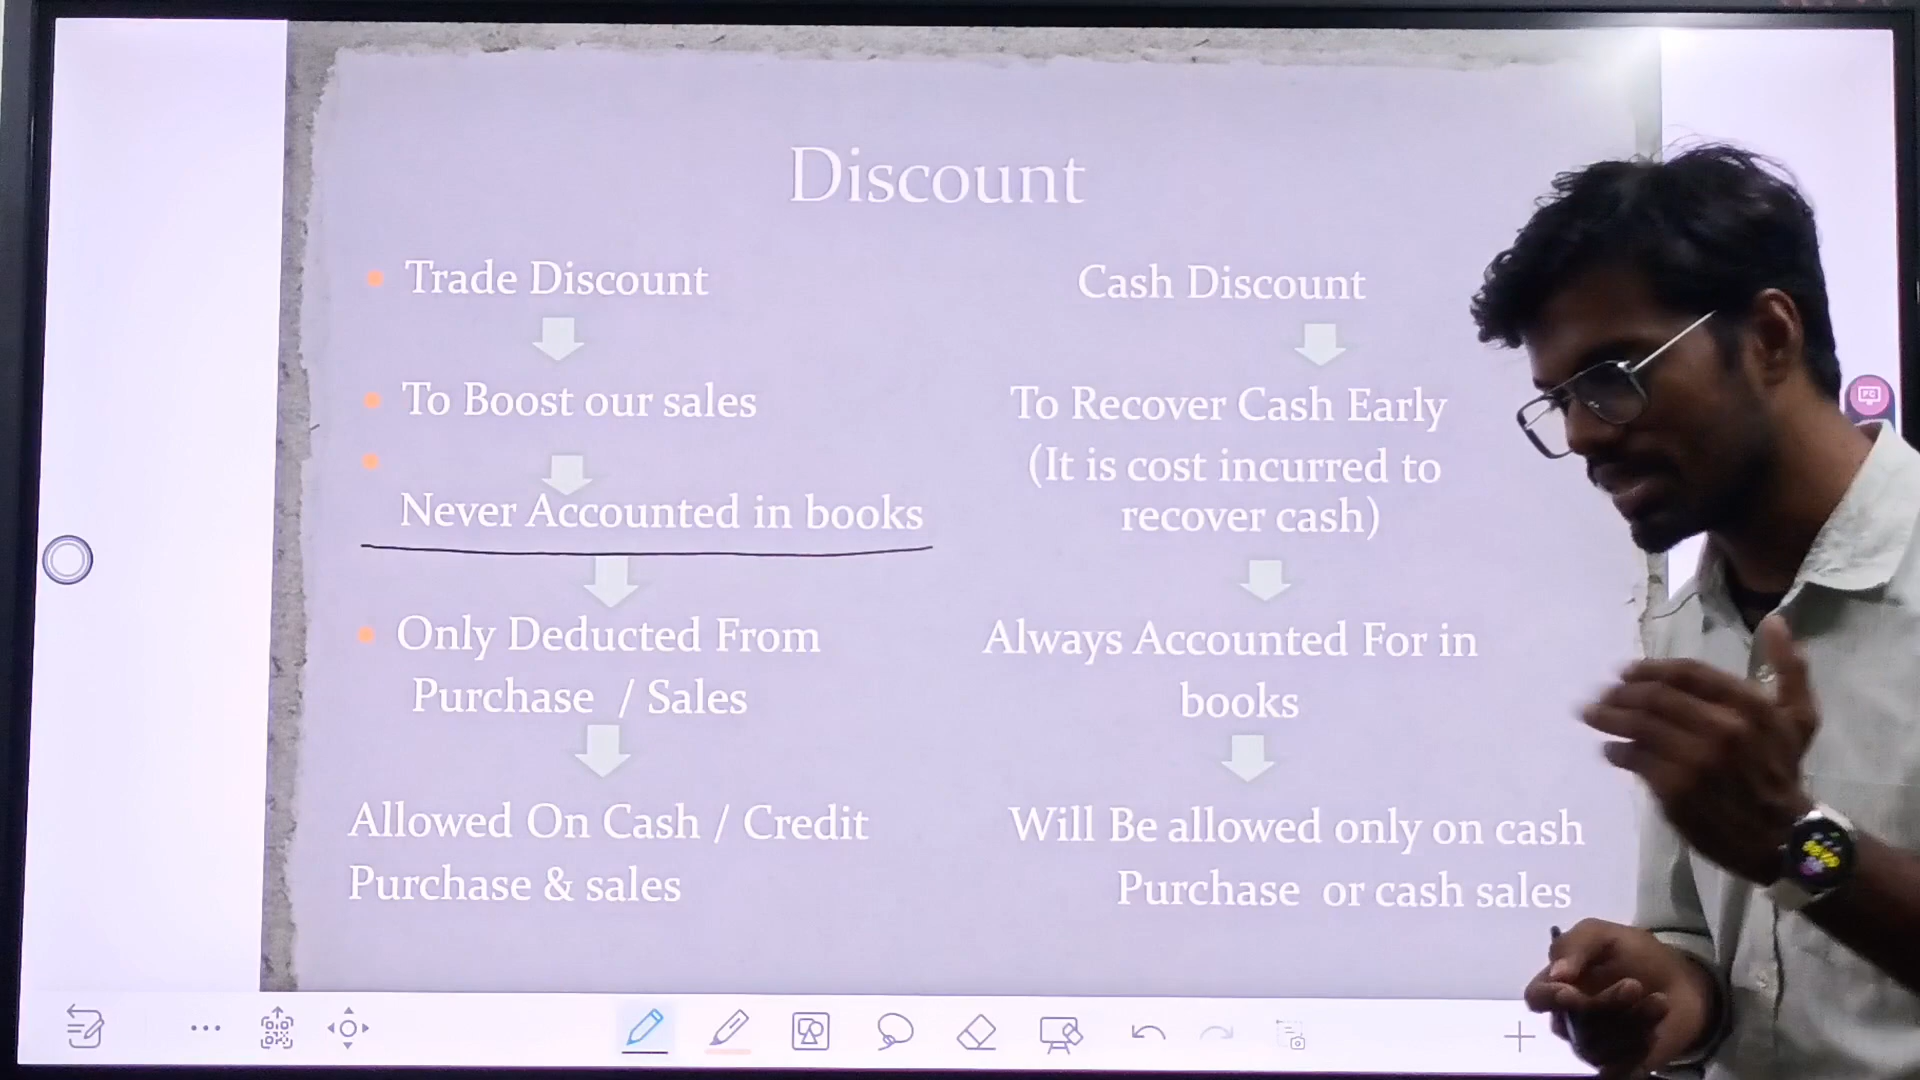 Discount
Trade Discount
To Boost our sales
Never Accounted in books
Only Deducted From
Purchase / Sales
Allowed On Cash / Credit
Purchase & sales
Cash Discount
To Recover Cash Early
(It is cost incurred to
recover cash)
Always Accounted For in
books
Will Be allowed only on cash
Purchase or cash sales
PC